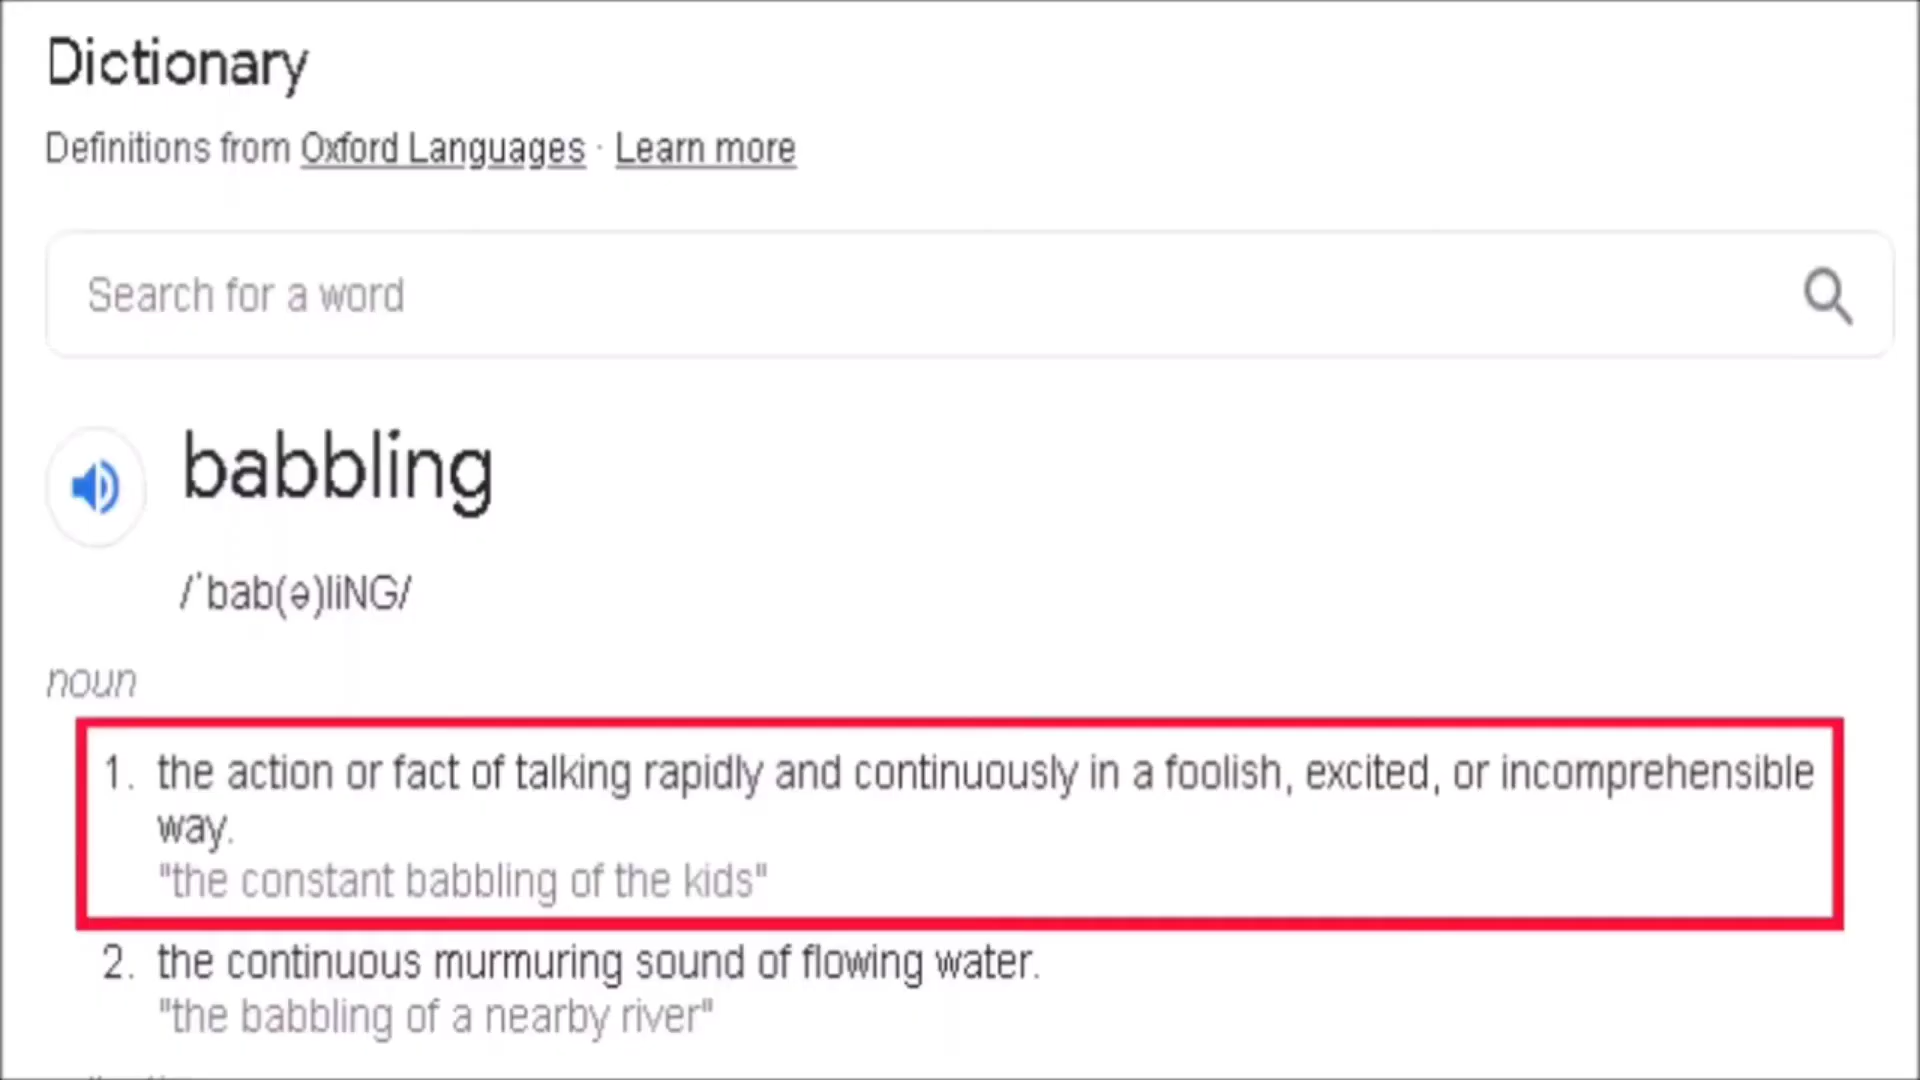 Dictionary
Definitions from Oxford Languages · Learn more
Search for a word
babbling
/ˈbab(ə)liNG/
noun
1. the action or fact of talking rapidly and continuously in a foolish, excited, or incomprehensible
way.
"the constant babbling of the kids"
2. the continuous murmuring sound of flowing water.
"the babbling of a nearby river"